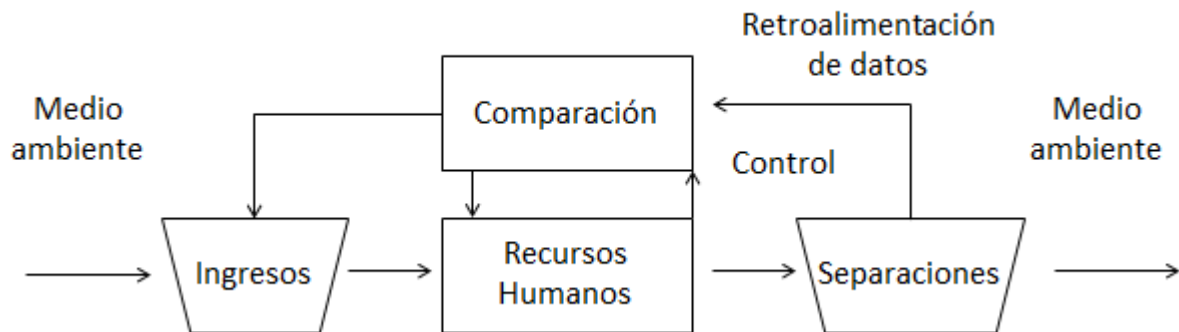 Retroalimentación
de datos
Medio
ambiente
Comparación
Medio
ambiente
Control
Ingresos
Recursos
Humanos
Separaciones